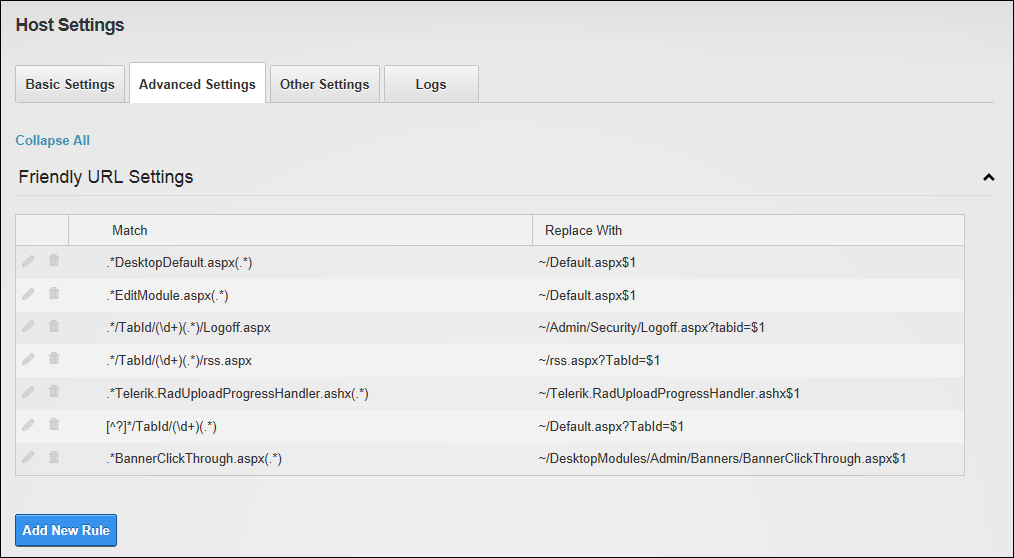 Host Settings
Basic Settings Advanced Settings Other Settings Logs
Collapse All
Friendly URL Settings
Match Replace With
.*DesktopDefault.aspx(.*) ~/Default.aspx$1
.*EditModule.aspx(.*) ~/Default.aspx$1
.*/TabId/(\d+)(.*)/Logoff.aspx ~/Admin/Security/Logoff.aspx?tabid=$1
.*/TabId/(\d+)(.*)/rss.aspx ~/rss.aspx?TabId=$1
.*Telerik.RadUploadProgressHandler.ashx(.*) ~/Telerik.RadUploadProgressHandler.ashx$1
[^?]*/TabId/(\d+)(.*) ~/Default.aspx?TabId=$1
.*BannerClickThrough.aspx(.*) ~/DesktopModules/Admin/Banners/BannerClickThrough.aspx$1
Add New Rule